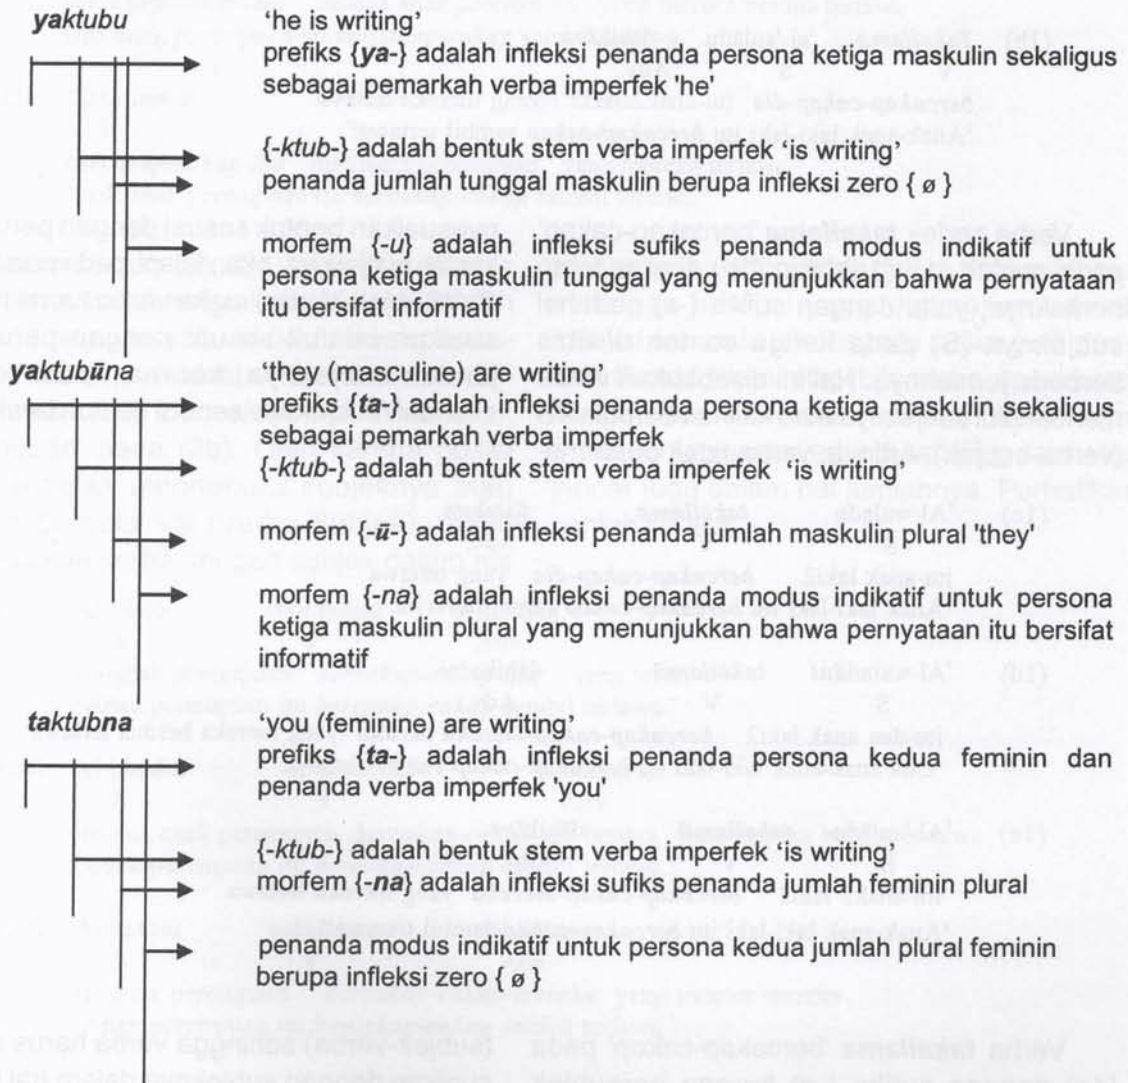 yaktubu
'he is writing'
prefiks {ya-} adalah infleksi penanda persona ketiga maskulin sekaligus
sebagai pemarkah verba imperfek 'he'
{-ktub-} adalah bentuk stem verba imperfek 'is writing'
penanda jumlah tunggal maskulin berupa infleksi zero { ø }
morfem {-u} adalah infleksi sufiks penanda modus indikatif untuk
persona ketiga maskulin tunggal yang menunjukkan bahwa pernyataan
itu bersifat informatif
yaktubūna
'they (masculine) are writing'
prefiks {ta-} adalah infleksi penanda persona ketiga maskulin sekaligus
sebagai pemarkah verba imperfek
{-ktub-} adalah bentuk stem verba imperfek 'is writing'
morfem {-ū-} adalah infleksi penanda jumlah maskulin plural 'they'
morfem {-na} adalah infleksi penanda modus indikatif untuk persona
ketiga maskulin plural yang menunjukkan bahwa pernyataan itu bersifat
informatif
taktubna
'you (feminine) are writing'
prefiks {ta-} adalah infleksi penanda persona kedua feminin dan
penanda verba imperfek 'you'
{-ktub-} adalah bentuk stem verba imperfek 'is writing'
morfem {-na} adalah infleksi sufiks penanda jumlah feminin plural
penanda modus indikatif untuk persona kedua jumlah plural feminin
berupa infleksi zero { ø }